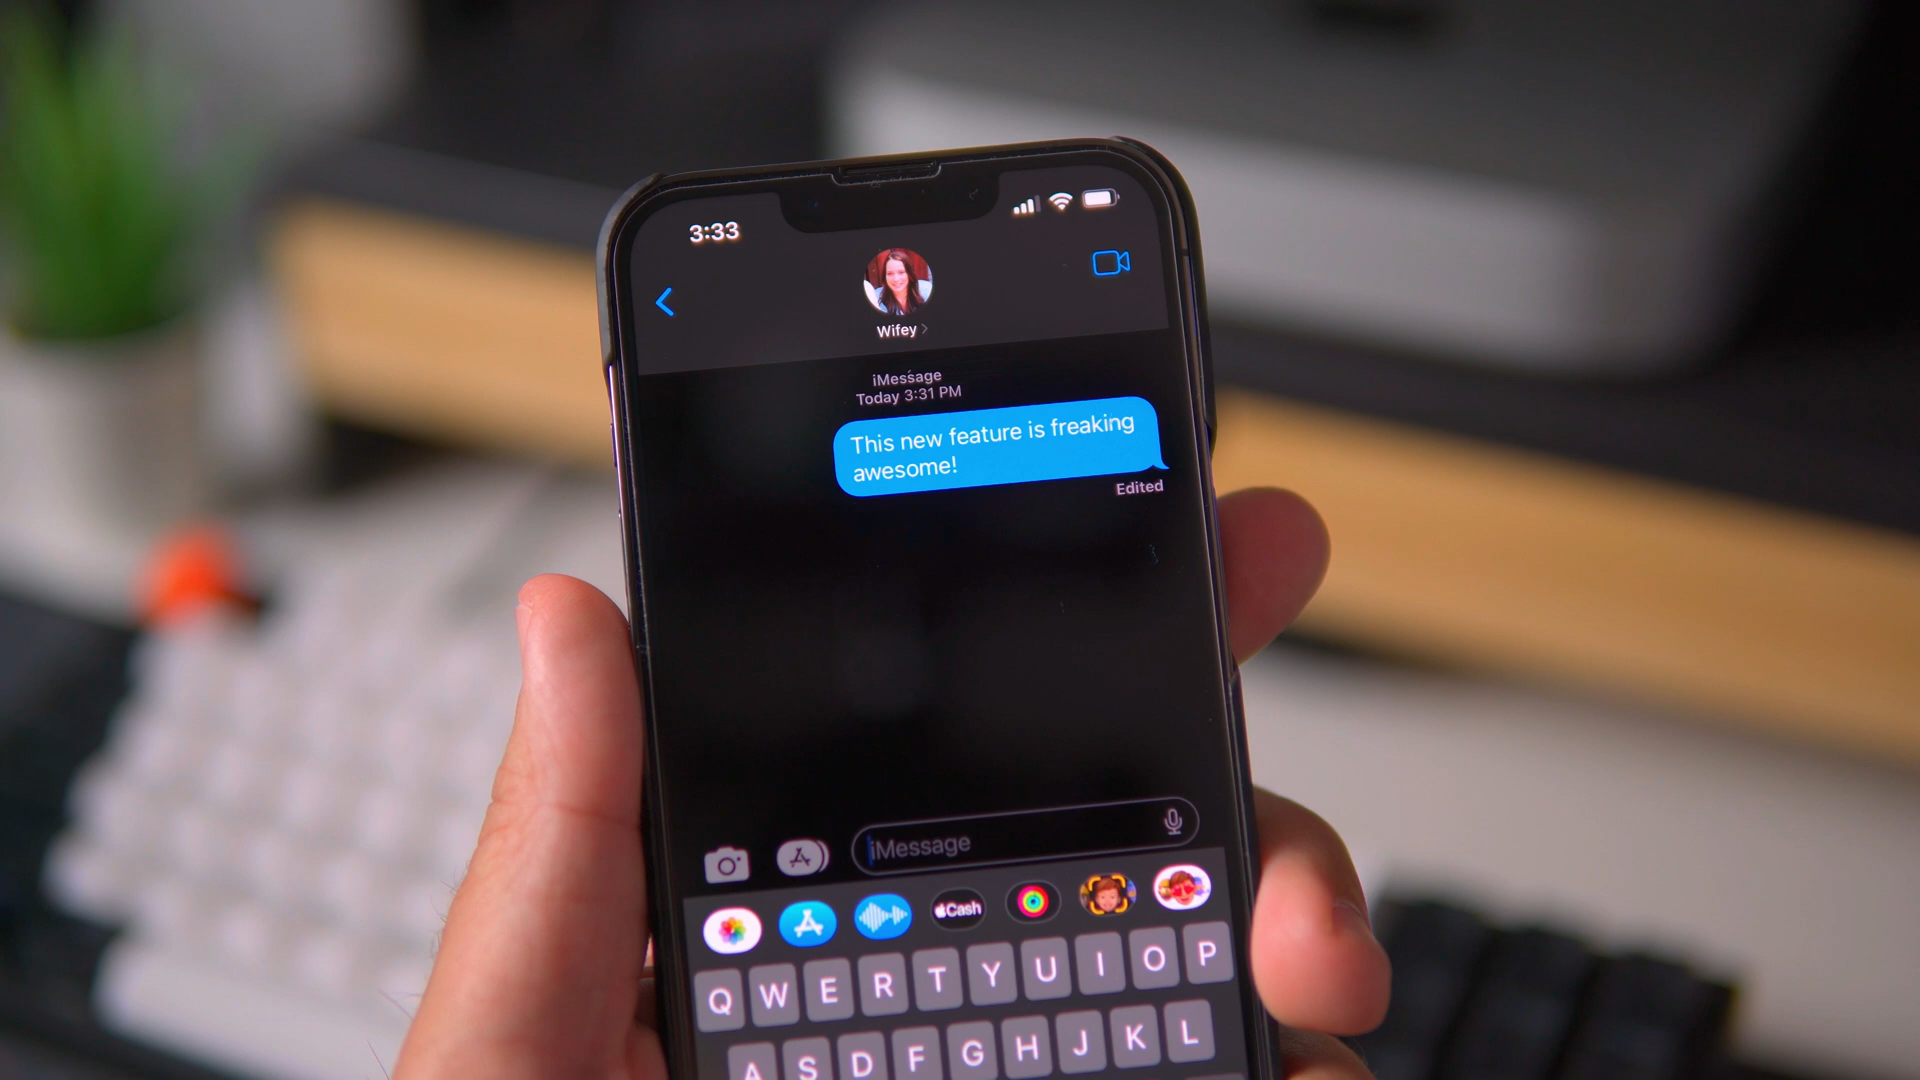 3:33
Wifey
iMessage
Today 3:31 PM
This new feature is freaking
awesome!
Edited
iMessage
Cash
Q W E R T Y U I O P
A S D F G H J K L